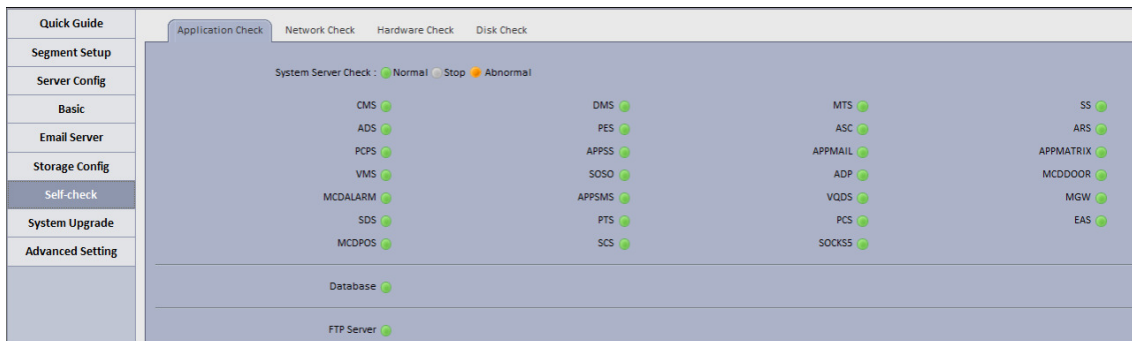 Quick Guide
Segment Setup
Server Config
Basic
Email Server
Storage Config
Self-check
System Upgrade
Advanced Setting
Application Check Network Check Hardware Check Disk Check
System Server Check : Normal Stop Abnormal
CMS DMS MTS SS
ADS PES ASC ARS
PCPS APPSS APPMAIL APPMATRIX
VMS SOSO ADP MCDDOOR
MCDALARM APPSMS VQDS MGW
SDS PTS PCS EAS
MCDPOS SCS SOCKS5
Database
FTP Server